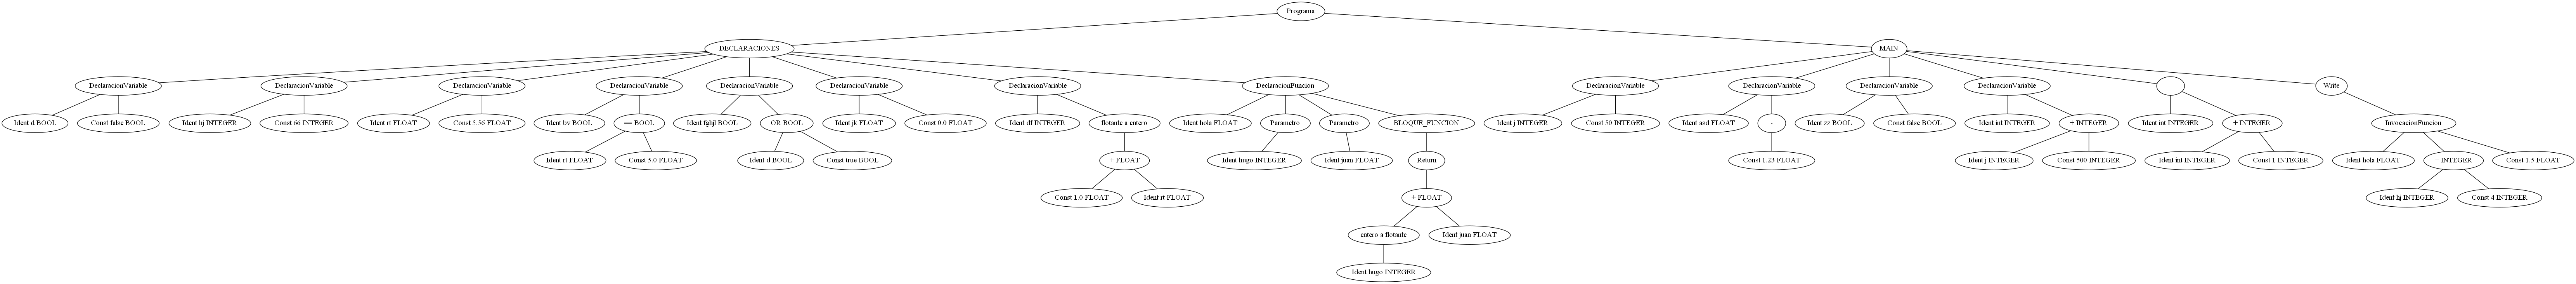 Programa
DECLARACIONES
MAIN
DeclaracionVariable
DeclaracionVariable
DeclaracionVariable
DeclaracionVariable
DeclaracionVariable
DeclaracionVariable
DeclaracionVariable
DeclaracionFuncion
DeclaracionVariable
DeclaracionVariable
DeclaracionVariable
DeclaracionVariable
=
Write
Ident d BOOL
Const false BOOL
Ident hj INTEGER
Const 66 INTEGER
Ident rt FLOAT
Const 5.56 FLOAT
Ident bv BOOL
== BOOL
Ident fghjl BOOL
OR BOOL
Ident jk FLOAT
Const 0.0 FLOAT
Ident df INTEGER
flotante a entero
Ident hola FLOAT
Parametro
Parametro
BLOQUE_FUNCION
Ident j INTEGER
Const 50 INTEGER
Ident asd FLOAT
-
Ident zz BOOL
Const false BOOL
Ident int INTEGER
+ INTEGER
Ident int INTEGER
+ INTEGER
InvocacionFuncion
Ident rt FLOAT
Const 5.0 FLOAT
Ident d BOOL
Const true BOOL
+ FLOAT
Ident hugo INTEGER
Ident juan FLOAT
Return
Const 1.23 FLOAT
Ident j INTEGER
Const 500 INTEGER
Ident int INTEGER
Const 1 INTEGER
Ident hola FLOAT
+ INTEGER
Const 1.5 FLOAT
Const 1.0 FLOAT
Ident rt FLOAT
+ FLOAT
Ident hj INTEGER
Const 4 INTEGER
entero a flotante
Ident juan FLOAT
Ident hugo INTEGER